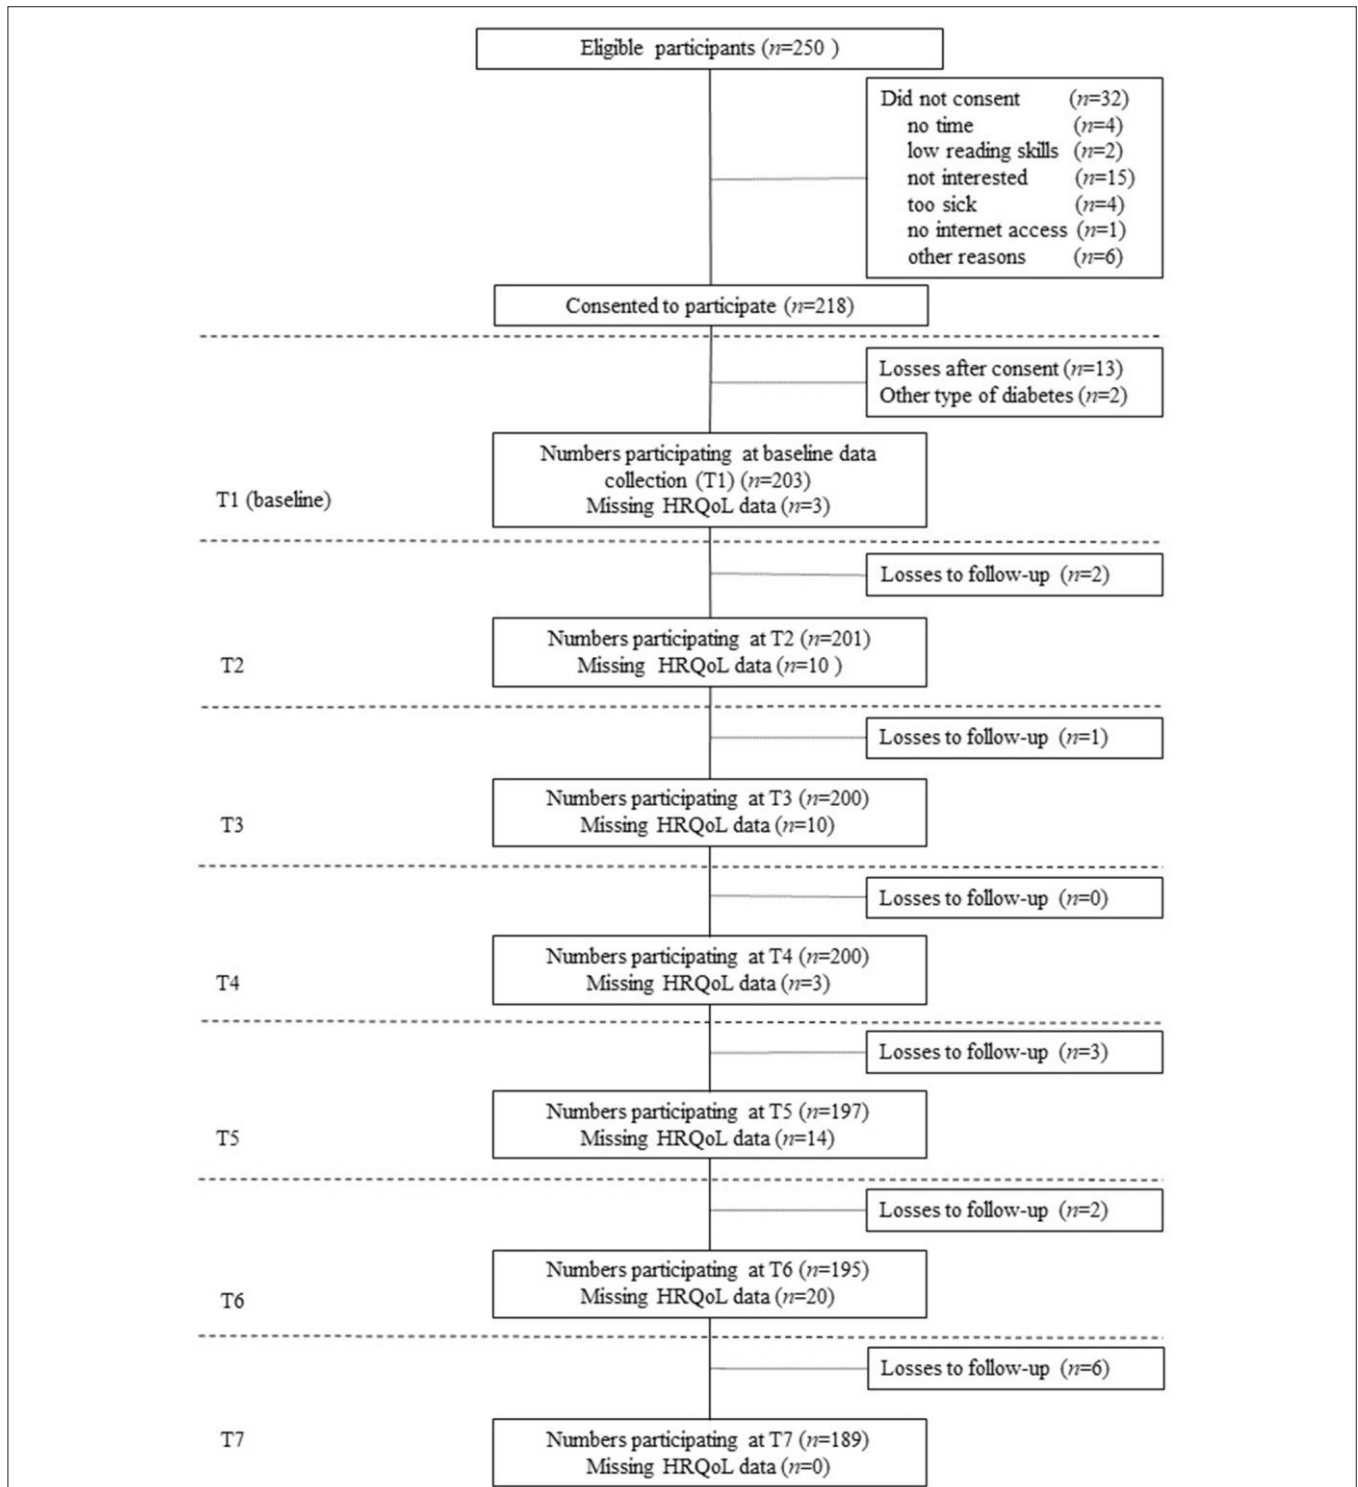 Eligible participants (n=250 )
Did not consent (n=32)
no time (n=4)
low reading skills (n=2)
not interested (n=15)
too sick (n=4)
no internet access (n=1)
other reasons (n=6)
Consented to participate (n=218)
Losses after consent (n=13)
Other type of diabetes (n=2)
Numbers participating at baseline data
collection (T1) (n=203)
Missing HRQoL data (n=3)
T1 (baseline)
Losses to follow-up (n=2)
Numbers participating at T2 (n=201)
Missing HRQoL data (n=10 )
T2
Losses to follow-up (n=1)
Numbers participating at T3 (n=200)
Missing HRQoL data (n=10)
T3
Losses to follow-up (n=0)
Numbers participating at T4 (n=200)
Missing HRQoL data (n=3)
T4
Losses to follow-up (n=3)
Numbers participating at T5 (n=197)
Missing HRQoL data (n=14)
T5
Losses to follow-up (n=2)
Numbers participating at T6 (n=195)
Missing HRQoL data (n=20)
T6
Losses to follow-up (n=6)
Numbers participating at T7 (n=189)
Missing HRQoL data (n=0)
T7